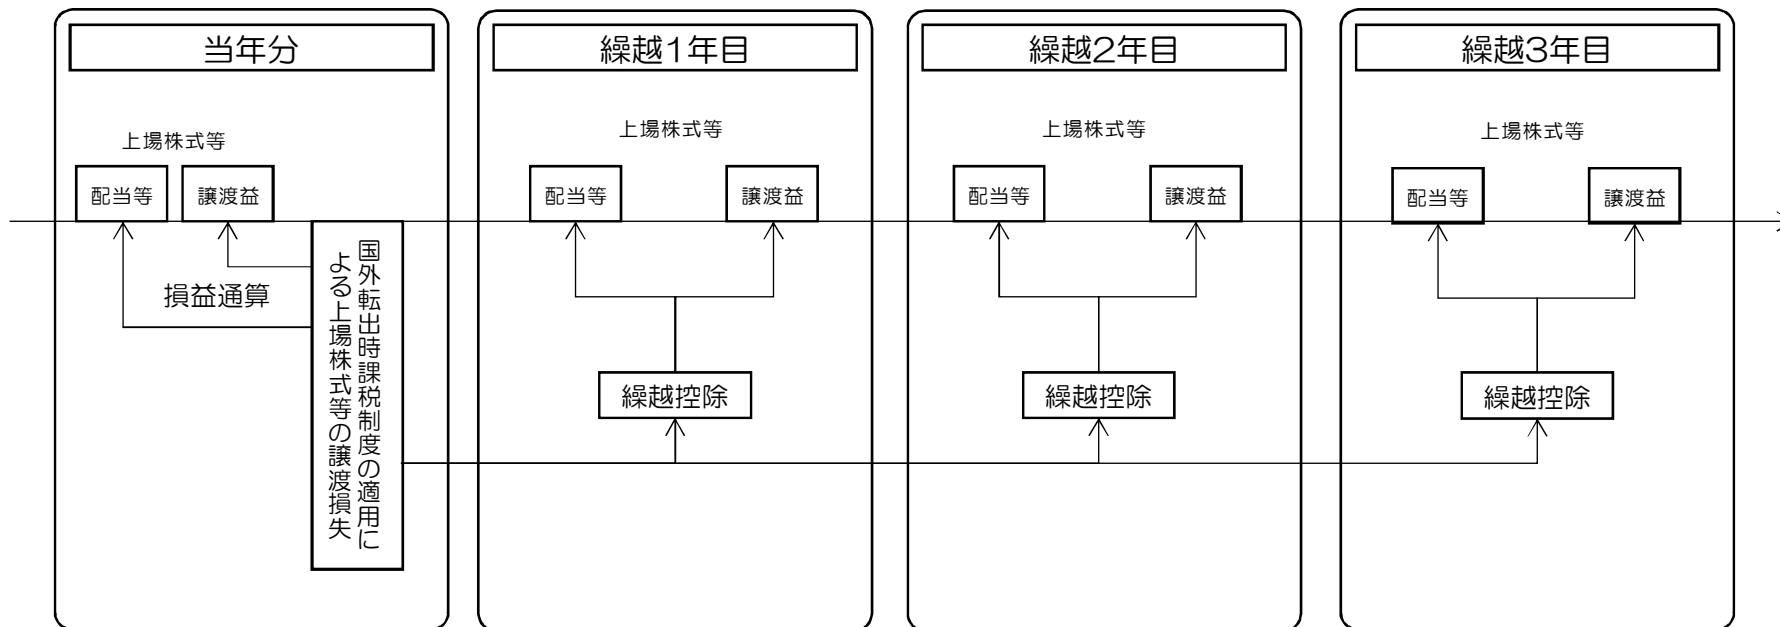 当年分
上場株式等
配当等
譲渡益
損益通算
国外転出時課税制度の適用に
よる上場株式等の譲渡損失
繰越1年目
上場株式等
配当等
譲渡益
繰越控除
繰越2年目
上場株式等
配当等
譲渡益
繰越控除
繰越3年目
上場株式等
配当等
譲渡益
繰越控除